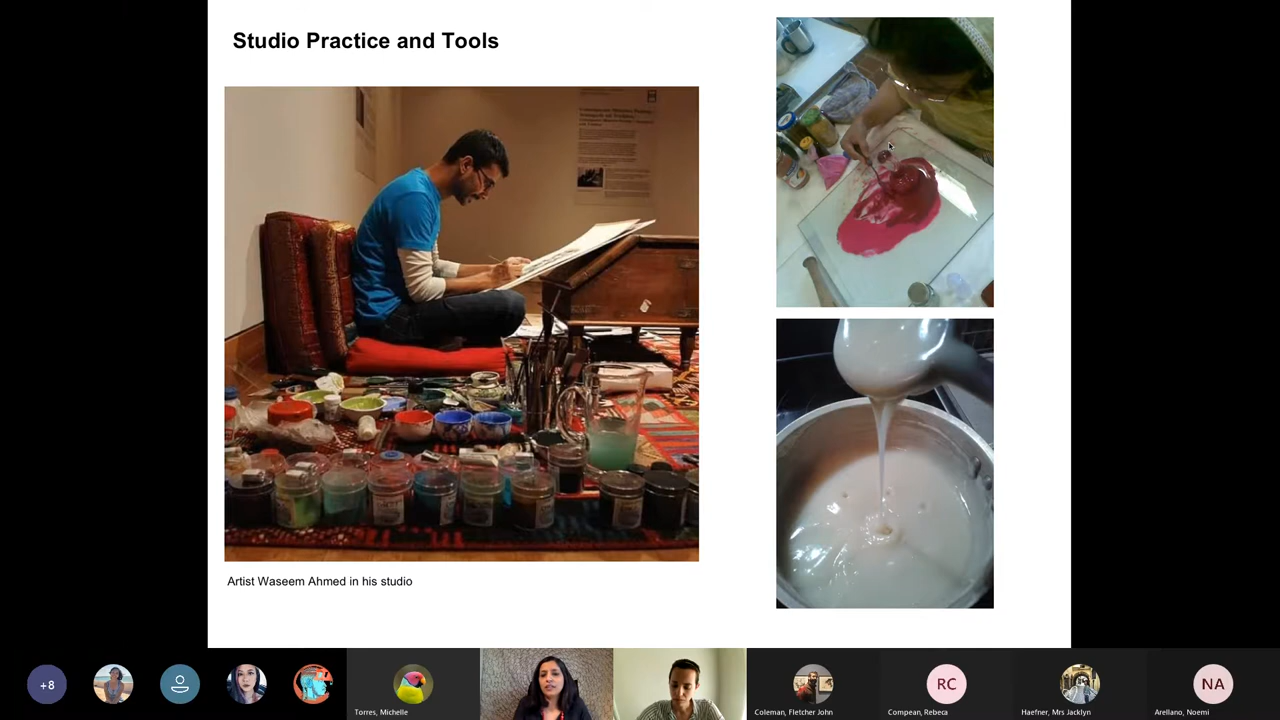 Studio Practice and Tools
Artist Waseem Ahmed in his studio
+8
Torres, Michelle
Coleman, Fletcher John
RC
Compean, Rebeca
Haefner, Mrs Jacklyn
NA
Arellano, Noemi